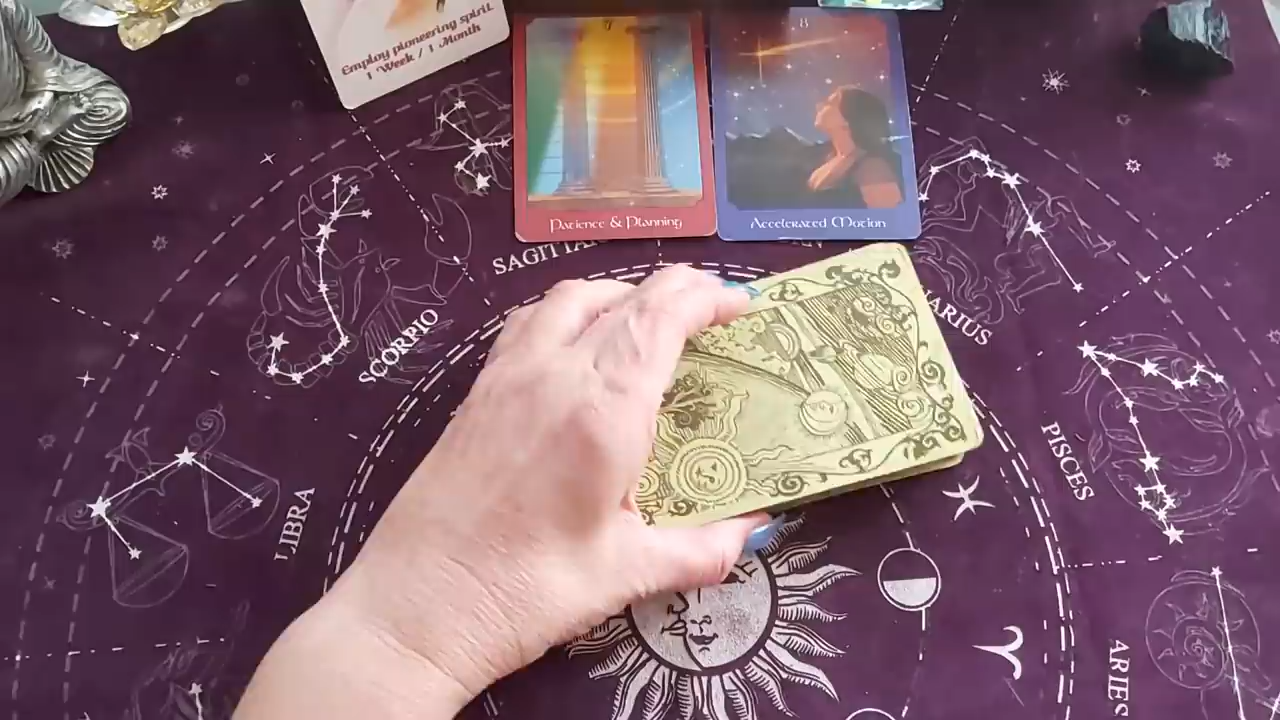 Employ pioneering spirit
1 Week / 1 Month
7
8
Patience & Planning
Accelerated Motion
SAGITTA
SCORPIO
ARIUS
LIBRA
PISCES
ARIES